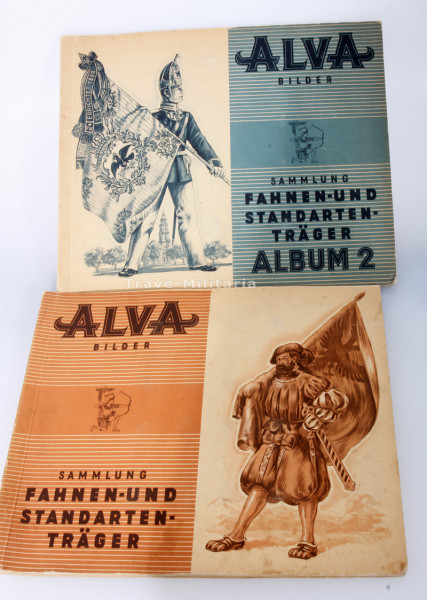 ALVA
BILDER
SAMMLUNG
FAHNEN-UND
STANDARTEN-
TRÄGER
ALBUM 2
Trave-Militaria
ALVA
BILDER
SAMMLUNG
FAHNEN-UND
STANDARTEN-
TRÄGER